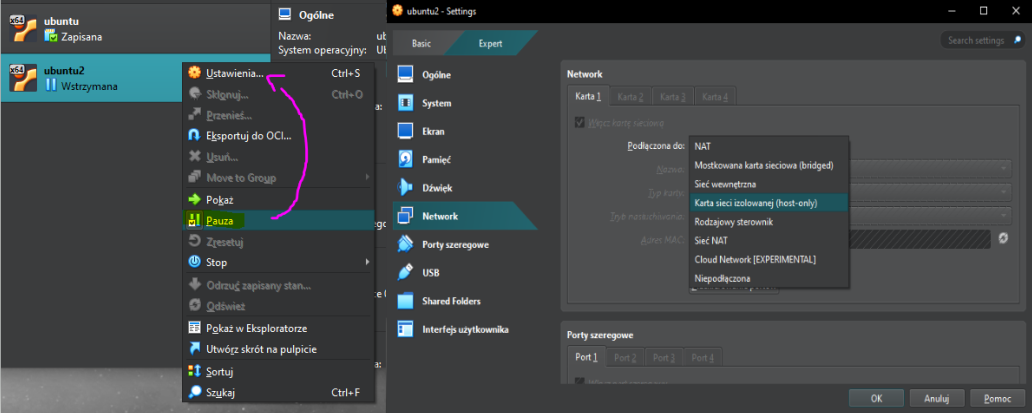 x64
ubuntu
Zapisana
x64
ubuntu2
Wstrzymana
Ogólne
Nazwa: ub
System operacyjny: Ub
Ustawienia... Ctrl+S
Sklonuj... Ctrl+O
Przenieś...
Eksportuj do OCI...
Usuń...
Move to Group
Pokaż
Pauza
Zresetuj
Stop
Odrzuć zapisany stan...
Odśwież
Pokaż w Eksploratorze
Utwórz skrót na pulpicie
Sortuj
Szukaj Ctrl+F
ubuntu2 - Settings
Basic Expert
Search settings
Ogólne
System
Ekran
Pamięć
Dźwięk
Network
Porty szeregowe
USB
Shared Folders
Interfejs użytkownika
Network
Karta 1 Karta 2 Karta 3 Karta 4
Włącz kartę sieciową
Podłączona do:
Nazwa:
Typ karty:
Tryb nasłuchiwania:
Adres MAC:
NAT
Mostkowana karta sieciowa (bridged)
Sieć wewnętrzna
Karta sieci izolowanej (host-only)
Rodzajowy sterownik
Sieć NAT
Cloud Network [EXPERIMENTAL]
Niepodłączona
Porty szeregowe
Port 1 Port 2 Port 3 Port 4
OK Anuluj Pomoc